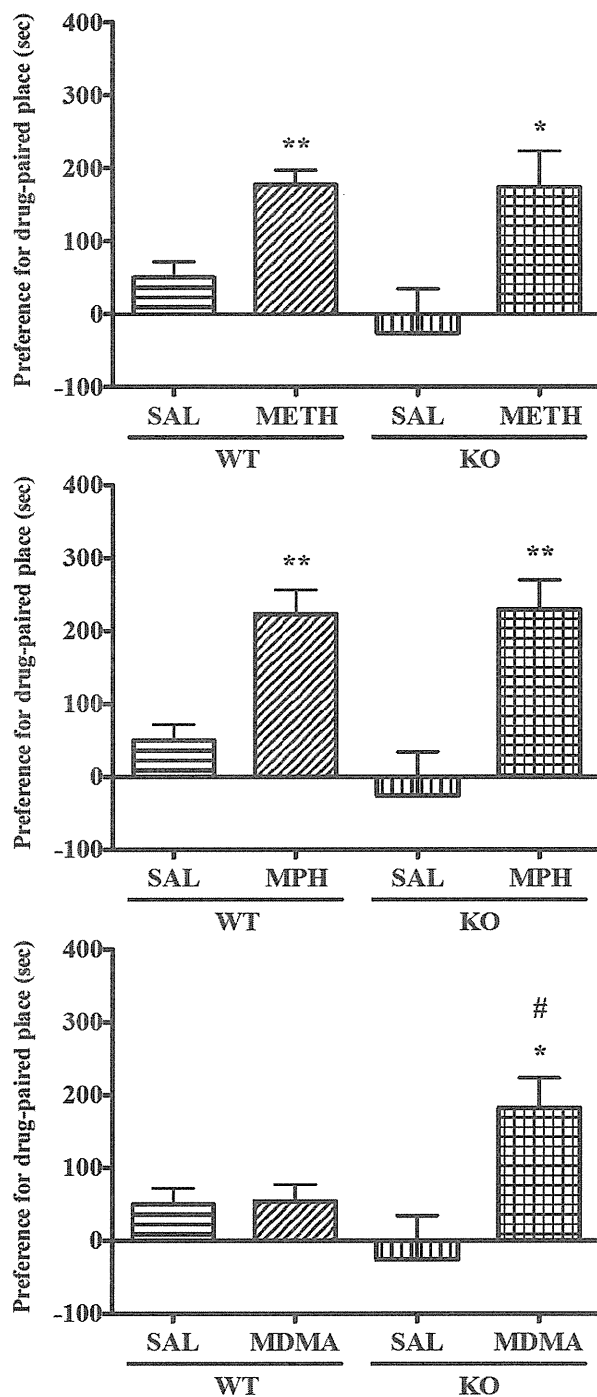 Preference for drug-paired place (sec)
400
300
200
100
0
-100
**
*
SAL METH SAL METH
WT KO
Preference for drug-paired place (sec)
400
300
200
100
0
-100
**
**
SAL MPH SAL MPH
WT KO
Preference for drug-paired place (sec)
400
300
200
100
0
-100
#
*
SAL MDMA SAL MDMA
WT KO